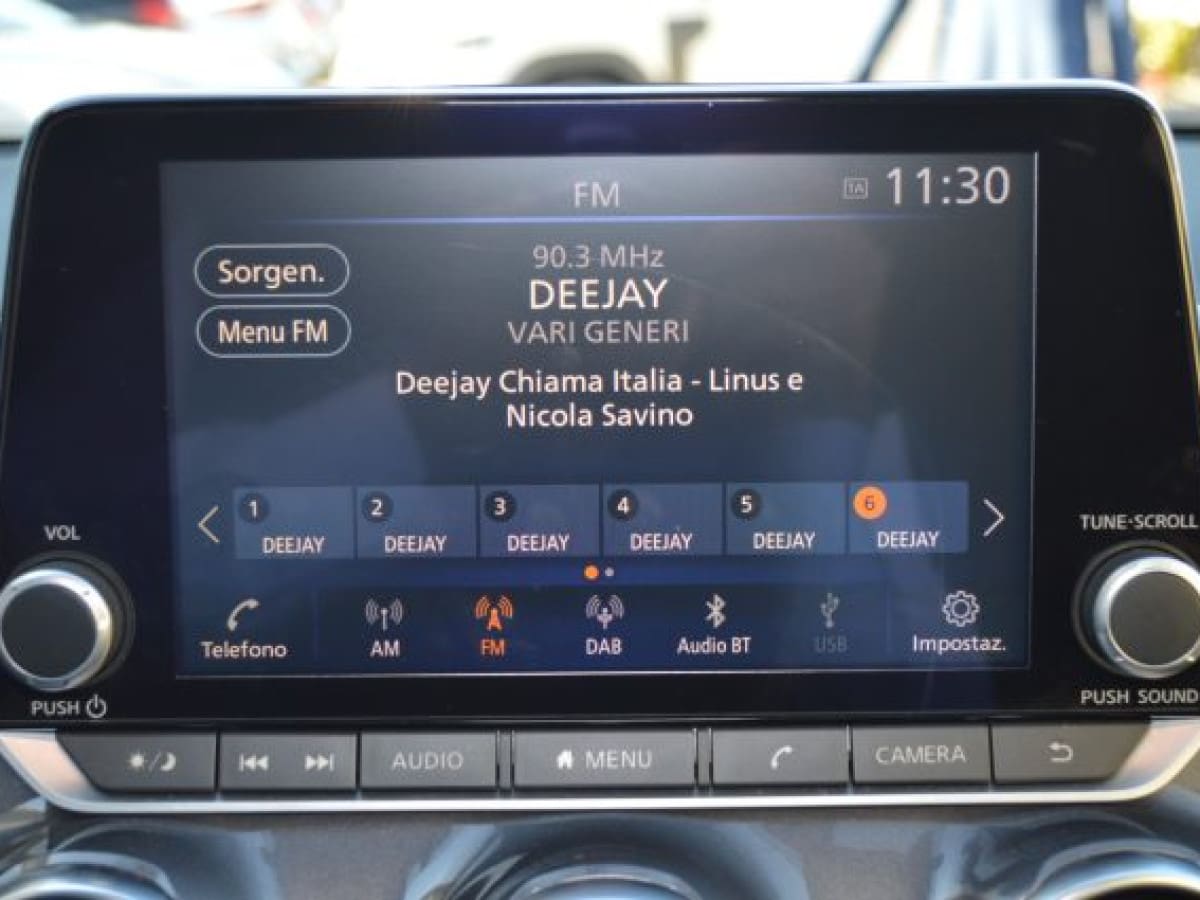 FM
TA 11:30
Sorgen.
90.3 MHz
DEEJAY
Menu FM
VARI GENERI
Deejay Chiama Italia - Linus e
Nicola Savino
1 2 3 4 5 6
DEEJAY DEEJAY DEEJAY DEEJAY DEEJAY DEEJAY
VOL
TUNE·SCROLL
Telefono AM FM DAB Audio BT USB Impostaz.
PUSH
PUSH SOUND
AUDIO MENU CAMERA